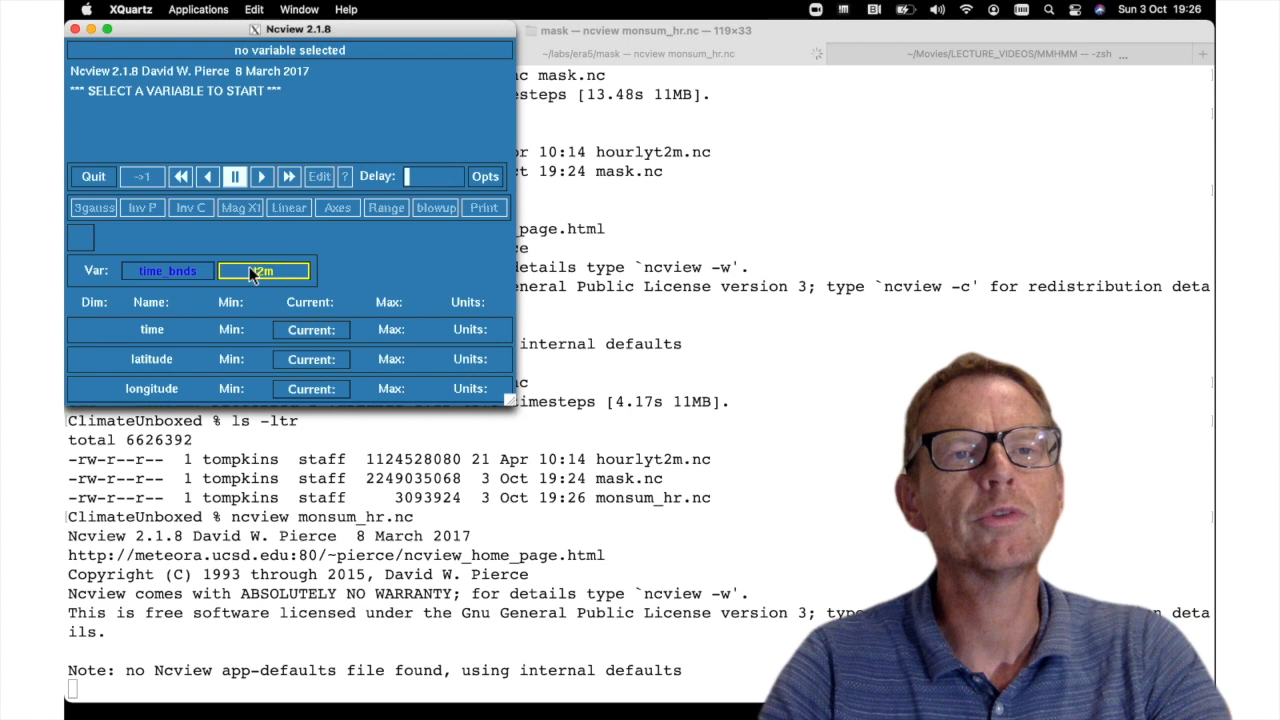 XQuartz Applications Edit Window Help Sun 3 Oct 19:26
Ncview 2.1.8
mask — ncview monsum_hr.nc — 119×33
no variable selected
~/labs/era5/mask — ncview monsum_hr.nc
~/Movies/LECTURE_VIDEOS/MMHMM — -zsh ...
Ncview 2.1.8 David W. Pierce 8 March 2017
*** SELECT A VARIABLE TO START ***
c mask.nc
esteps [13.48s 11MB].
pr 10:14 hourlyt2m.nc
ct 19:24 mask.nc
Quit ->1 Edit ? Delay: Opts
3gauss Inv P Inv C Mag X1 Linear Axes Range blowup Print
_page.html
ce
Var: time_bnds t2m
details type `ncview -w'.
neral Public License version 3; type `ncview -c' for redistribution deta
Dim: Name: Min: Current: Max: Units:
time Min: Current: Max: Units:
internal defaults
latitude Min: Current: Max: Units:
longitude Min: Current: Max: Units:
nc
imesteps [4.17s 11MB].
ClimateUnboxed % ls -ltr
total 6626392
-rw-r--r-- 1 tompkins staff 1124528080 21 Apr 10:14 hourlyt2m.nc
-rw-r--r-- 1 tompkins staff 2249035068 3 Oct 19:24 mask.nc
-rw-r--r-- 1 tompkins staff 3093924 3 Oct 19:26 monsum_hr.nc
ClimateUnboxed % ncview monsum_hr.nc
Ncview 2.1.8 David W. Pierce 8 March 2017
http://meteora.ucsd.edu:80/~pierce/ncview_home_page.html
Copyright (C) 1993 through 2015, David W. Pierce
Ncview comes with ABSOLUTELY NO WARRANTY; for details type `ncview -w'.
This is free software licensed under the Gnu General Public License version 3; type on deta
ils.
Note: no Ncview app-defaults file found, using internal defaults